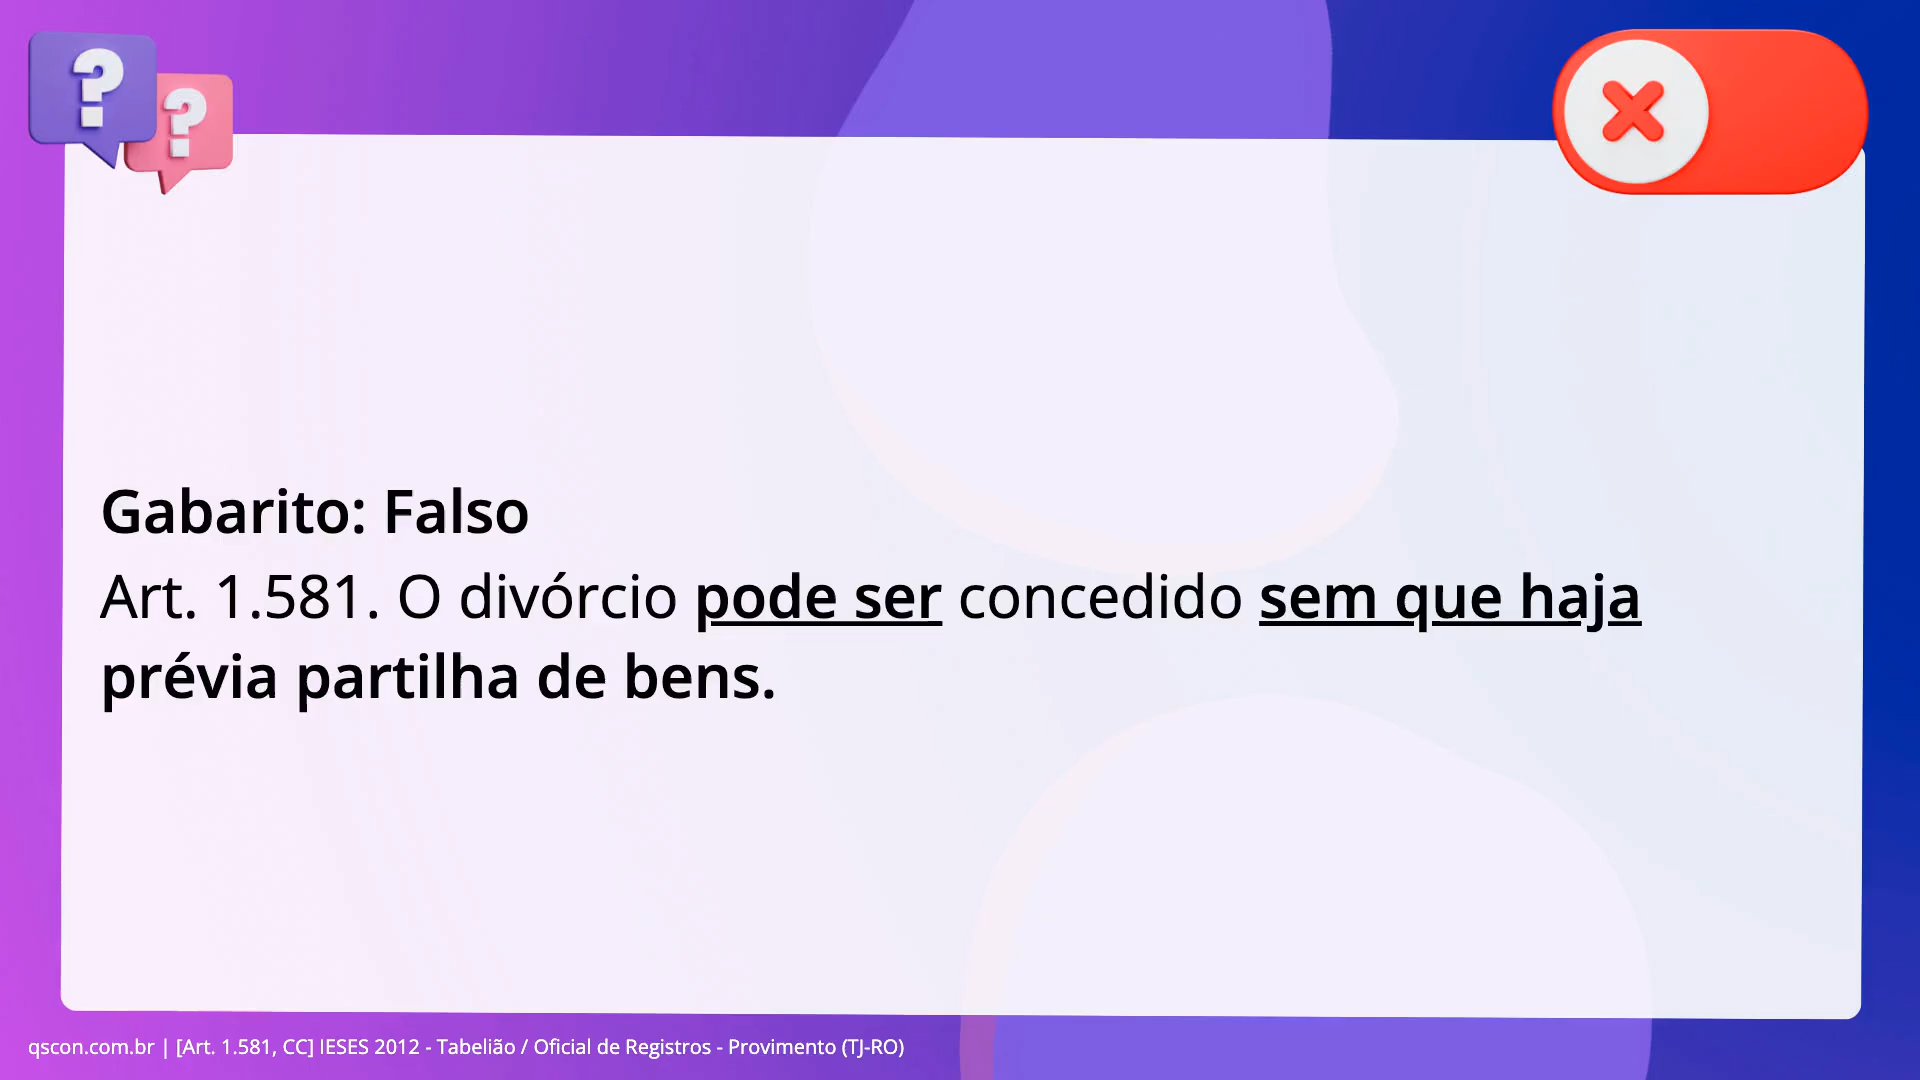 Gabarito: Falso
Art. 1.581. O divórcio pode ser concedido sem que haja
prévia partilha de bens.
qscon.com.br | [Art. 1.581, CC] IESES 2012 - Tabelião / Oficial de Registros - Provimento (TJ-RO)